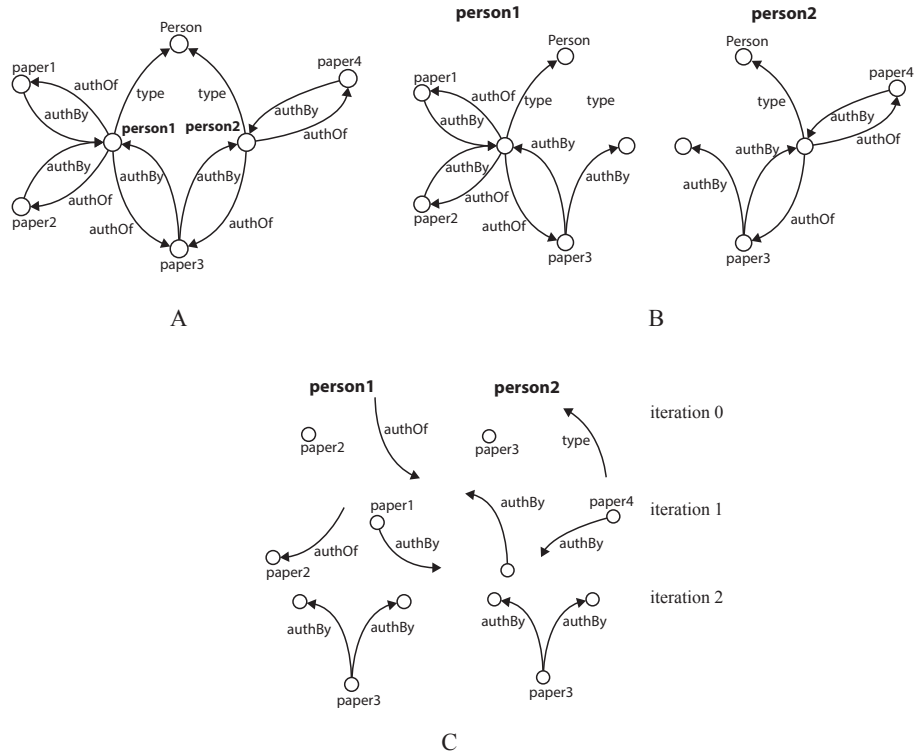 Person
paper1
paper4
authOf
type
type
authBy
authBy
person1
person2
authOf
authBy
authBy
authBy
authOf
paper2
authOf
authOf
paper3
A
person1
person2
Person
paper1
authOf
type
type
authBy
authBy
authBy
authBy
authOf
paper2
authOf
paper3
Person
paper4
type
authBy
authOf
authBy
authBy
authOf
paper3
B
person1
person2
iteration 0
authOf
type
paper2
paper3
paper1
authBy
paper4
iteration 1
authOf
authBy
authBy
paper2
iteration 2
authBy
authBy
authBy
authBy
paper3
paper3
C